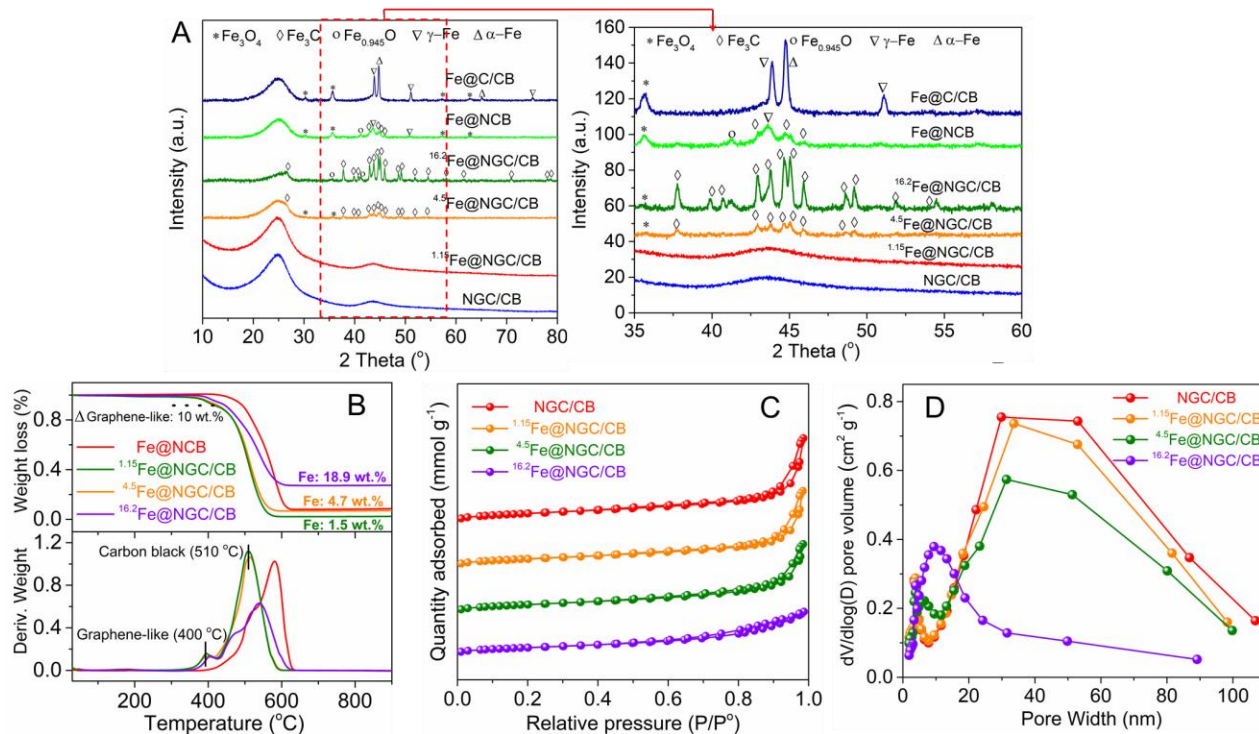 A
*Fe₃O₄ ◊Fe₃C oFe₀.₉₄₅O ∇γ−Fe Δα−Fe
Fe@C/CB
Fe@NCB
¹⁶·²Fe@NGC/CB
⁴·⁵Fe@NGC/CB
¹·¹⁵Fe@NGC/CB
NGC/CB
Intensity (a.u.)
10 20 30 40 50 60 70 80
2 Theta (°)
*Fe₃O₄ ◊Fe₃C oFe₀.₉₄₅O ∇γ−Fe Δα−Fe
Fe@C/CB
Fe@NCB
¹⁶·²Fe@NGC/CB
⁴·⁵Fe@NGC/CB
¹·¹⁵Fe@NGC/CB
NGC/CB
Intensity (a.u.)
160
140
120
100
80
60
40
20
0
35 40 45 50 55 60
2 Theta (°)
B
Δ Graphene-like: 10 wt.%
Fe@NCB
¹·¹⁵Fe@NGC/CB
⁴·⁵Fe@NGC/CB
¹⁶·²Fe@NGC/CB
Fe: 18.9 wt.%
Fe: 4.7 wt.%
Fe: 1.5 wt.%
Weight loss (%)
0.8
0.4
0.0
Carbon black (510 °C)
Graphene-like (400 °C)
Deriv. Weight
1.2
0.8
0.4
0.0
200 400 600 800
Temperature (°C)
C
NGC/CB
¹·¹⁵Fe@NGC/CB
⁴·⁵Fe@NGC/CB
¹⁶·²Fe@NGC/CB
Quantity adsorbed (mmol g⁻¹)
0.0 0.2 0.4 0.6 0.8 1.0
Relative pressure (P/P°)
D
NGC/CB
¹·¹⁵Fe@NGC/CB
⁴·⁵Fe@NGC/CB
¹⁶·²Fe@NGC/CB
dV/dlog(D) pore volume (cm² g⁻¹)
0.8
0.6
0.4
0.2
0.0
0 20 40 60 80 100
Pore Width (nm)